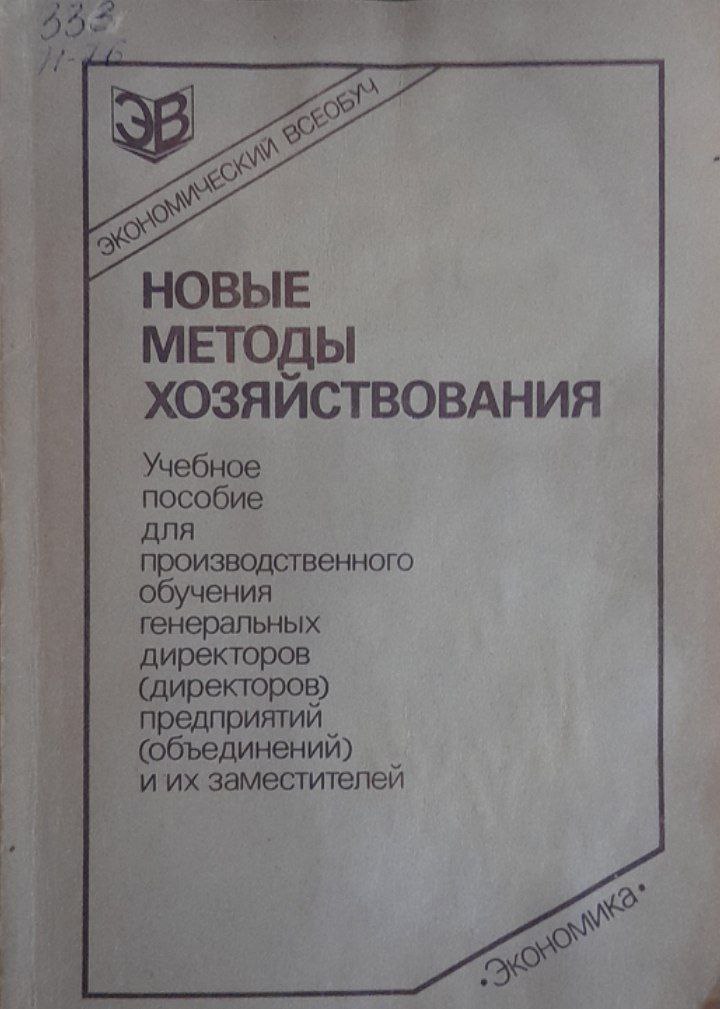 333
Н-76
ЭВ
ЭКОНОМИЧЕСКИЙ ВСЕОБУЧ
НОВЫЕ
МЕТОДЫ
ХОЗЯЙСТВОВАНИЯ
Учебное
пособие
для
производственного
обучения
генеральных
директоров
(директоров)
предприятий
(объединений)
и их заместителей
•Экономика•